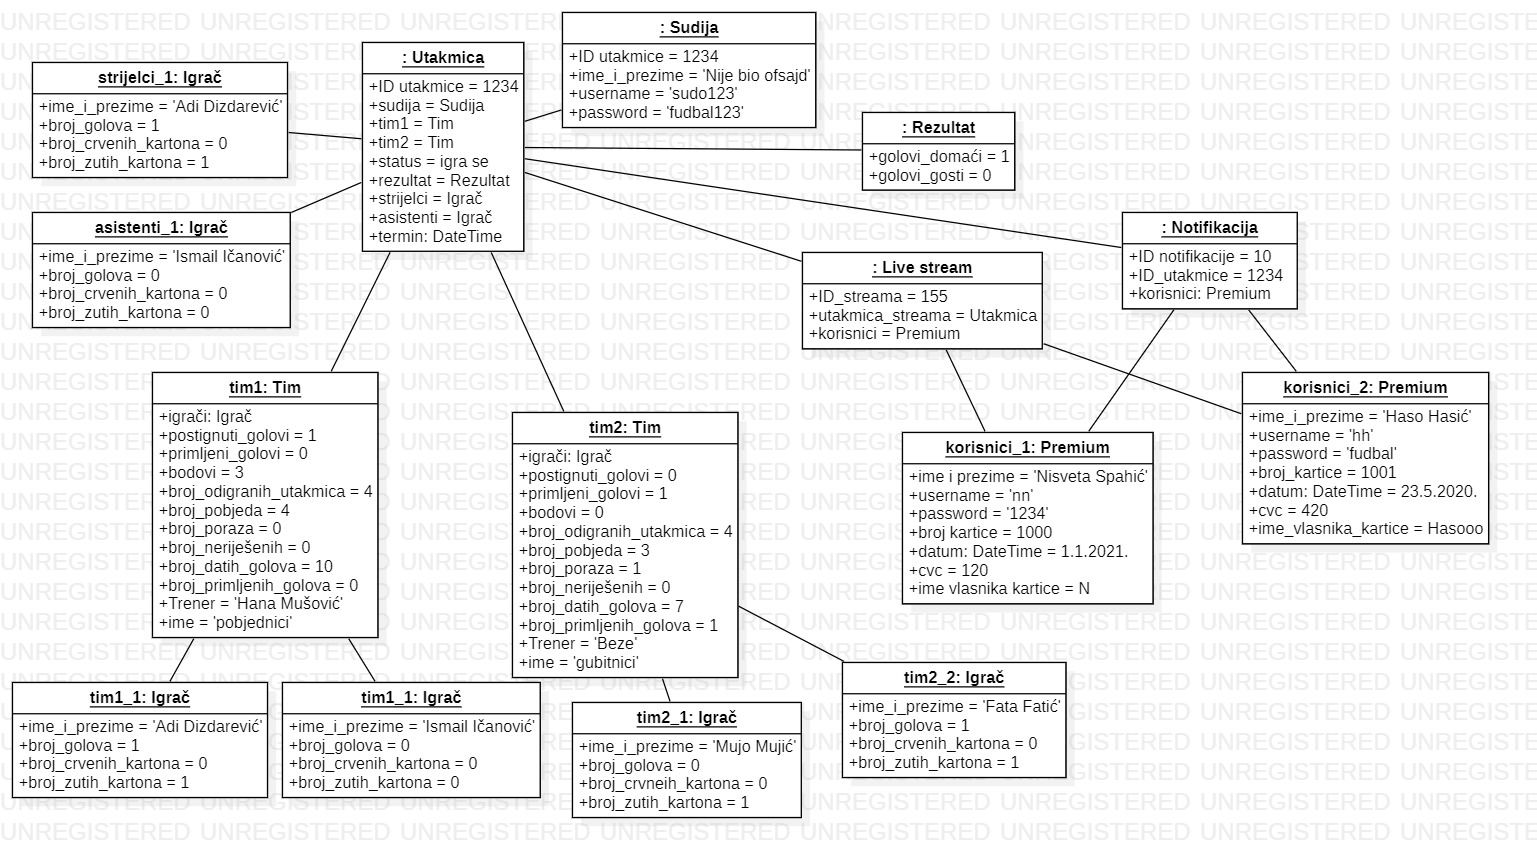 : Sudija
+ID utakmice = 1234
+ime_i_prezime = 'Nije bio ofsajd'
+username = 'sudo123'
+password = 'fudbal123'
: Utakmica
+ID utakmice = 1234
+sudija = Sudija
+tim1 = Tim
+tim2 = Tim
+status = igra se
+rezultat = Rezultat
+strijelci = Igrač
+asistenti = Igrač
+termin: DateTime
strijelci_1: Igrač
+ime_i_prezime = 'Adi Dizdarević'
+broj_golova = 1
+broj_crvenih_kartona = 0
+broj_zutih_kartona = 1
: Rezultat
+golovi_domaći = 1
+golovi_gosti = 0
asistenti_1: Igrač
+ime_i_prezime = 'Ismail Ičanović'
+broj_golova = 0
+broj_crvenih_kartona = 0
+broj_zutih_kartona = 0
: Notifikacija
+ID notifikacije = 10
+ID_utakmice = 1234
+korisnici: Premium
: Live stream
+ID_streama = 155
+utakmica_streama = Utakmica
+korisnici = Premium
tim1: Tim
+igrači: Igrač
+postignuti_golovi = 1
+primljeni_golovi = 0
+bodovi = 3
+broj_odigranih_utakmica = 4
+broj_pobjeda = 4
+broj_poraza = 0
+broj_neriješenih = 0
+broj_datih_golova = 10
+broj_primljenih_golova = 0
+Trener = 'Hana Mušović'
+ime = 'pobjednici'
tim2: Tim
+igrači: Igrač
+postignuti_golovi = 0
+primljeni_golovi = 1
+bodovi = 0
+broj_odigranih_utakmica = 4
+broj_pobjeda = 3
+broj_poraza = 1
+broj_neriješenih = 0
+broj_datih_golova = 7
+broj_primljenih_golova = 1
+Trener = 'Beze'
+ime = 'gubitnici'
korisnici_1: Premium
+ime i prezime = 'Nisveta Spahić'
+username = 'nn'
+password = '1234'
+broj kartice = 1000
+datum: DateTime = 1.1.2021.
+cvc = 120
+ime vlasnika kartice = N
korisnici_2: Premium
+ime_i_prezime = 'Haso Hasić'
+username = 'hh'
+password = 'fudbal'
+broj_kartice = 1001
+datum: DateTime = 23.5.2020.
+cvc = 420
+ime_vlasnika_kartice = Hasooo
tim1_1: Igrač
+ime_i_prezime = 'Adi Dizdarević'
+broj_golova = 1
+broj_crvenih_kartona = 0
+broj_zutih_kartona = 1
tim1_1: Igrač
+ime_i_prezime = 'Ismail Ičanović'
+broj_golova = 0
+broj_crvenih_kartona = 0
+broj_zutih_kartona = 0
tim2_1: Igrač
+ime_i_prezime = 'Mujo Mujić'
+broj_golova = 0
+broj_crvneih_kartona = 0
+broj_zutih_kartona = 1
tim2_2: Igrač
+ime_i_prezime = 'Fata Fatić'
+broj_golova = 1
+broj_crvenih_kartona = 0
+broj_zutih_kartona = 1
UNREGISTERED